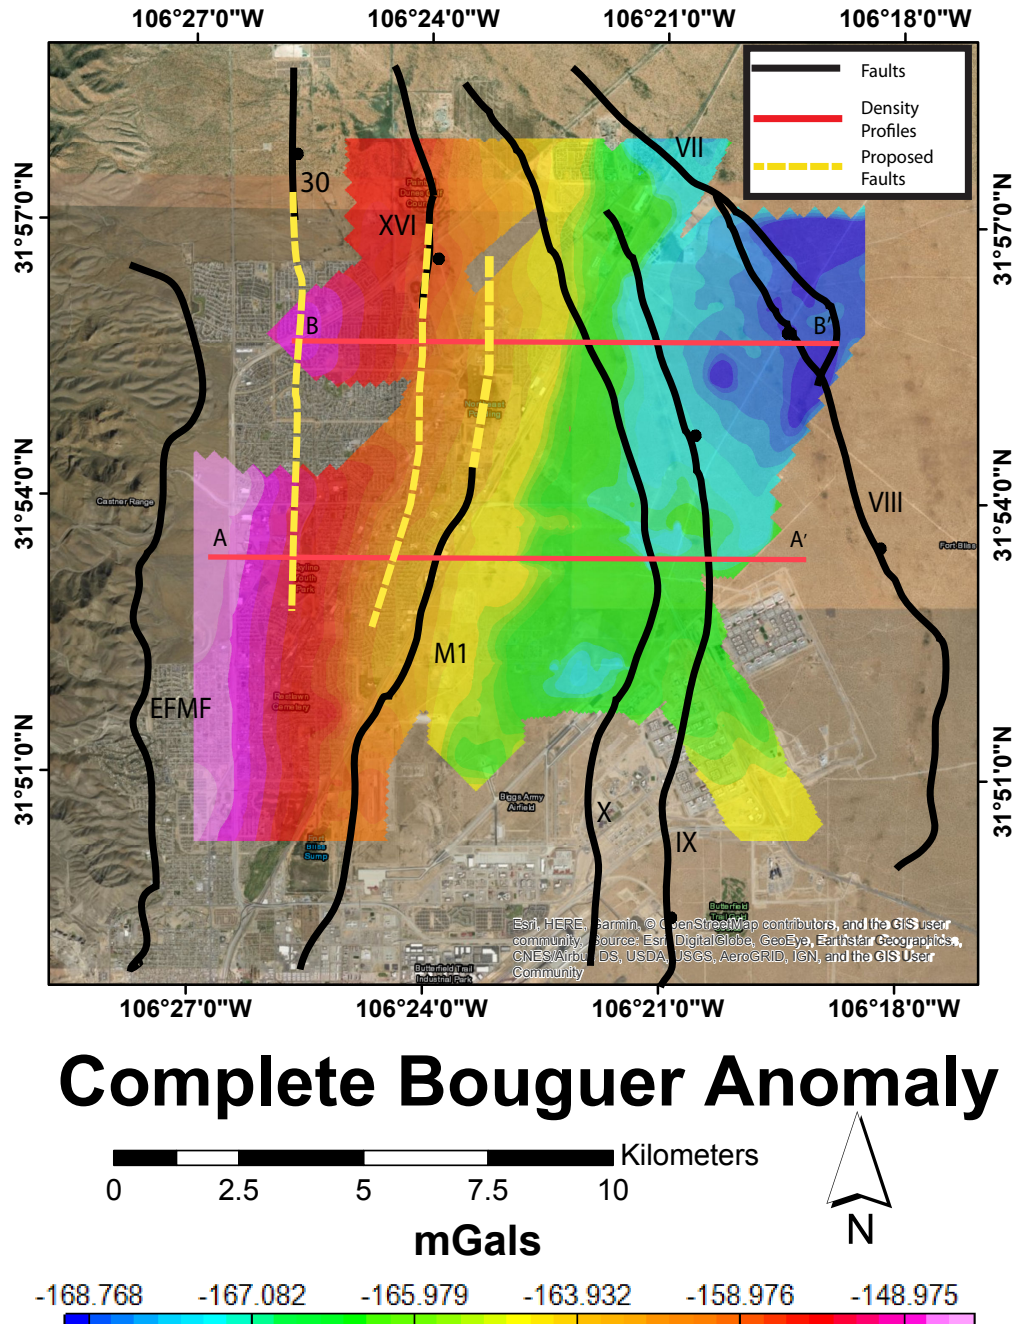 106°27'0"W 106°24'0"W 106°21'0"W 106°18'0"W
Faults
Density
Profiles
Proposed
Faults
VII
30
XVI
31°57'0"N
31°57'0"N
B
B'
31°54'0"N
31°54'0"N
Castner Range
VIII
Fort Bliss
A
A'
M1
EFMF
31°51'0"N
31°51'0"N
Biggs Army
Airfield
X
IX
Butterfield
Esri, HERE, Garmin, © OpenStreetMap contributors, and the GIS user
community, Source: Esri, DigitalGlobe, GeoEye, Earthstar Geographics,
CNES/Airbus DS, USDA, USGS, AeroGRID, IGN, and the GIS User
Community
Butterfield Trail
Industrial Park
106°27'0"W 106°24'0"W 106°21'0"W 106°18'0"W
Complete Bouguer Anomaly
Kilometers
0 2.5 5 7.5 10
N
mGals
-168.768 -167.082 -165.979 -163.932 -158.976 -148.975